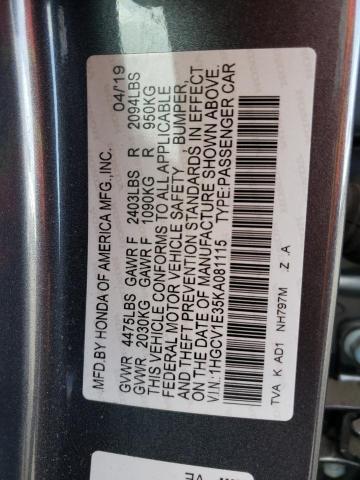 MFD.BY HONDA OF AMERICA MFG.,INC. 04/19
GVWR 4475LBS GAWR F 2403LBS R 2094LBS
GVWR 2030KG GAWR F 1090KG R 950KG
THIS VEHICLE CONFORMS TO ALL APPLICABLE
FEDERAL MOTOR VEHICLE SAFETY , BUMPER ,
AND THEFT PREVENTION STANDARDS IN EFFECT
ON THE DATE OF MANUFACTURE SHOWN ABOVE.
V.I.N:1HGCV1E35KA081115 TYPE:PASSENGER CAR
TVA K AD1 NH797M .Z .A
VE